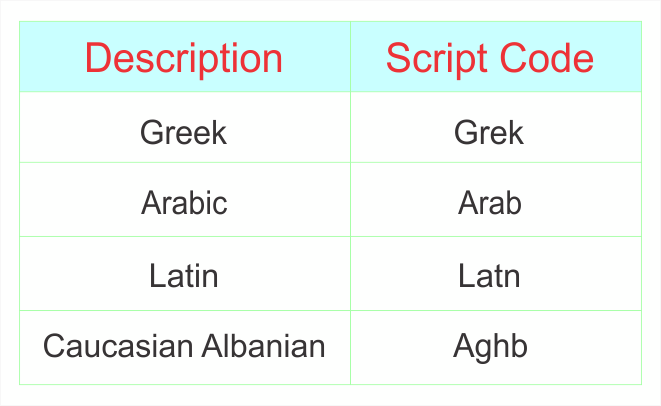 Description Script Code
Greek Grek
Arabic Arab
Latin Latn
Caucasian Albanian Aghb